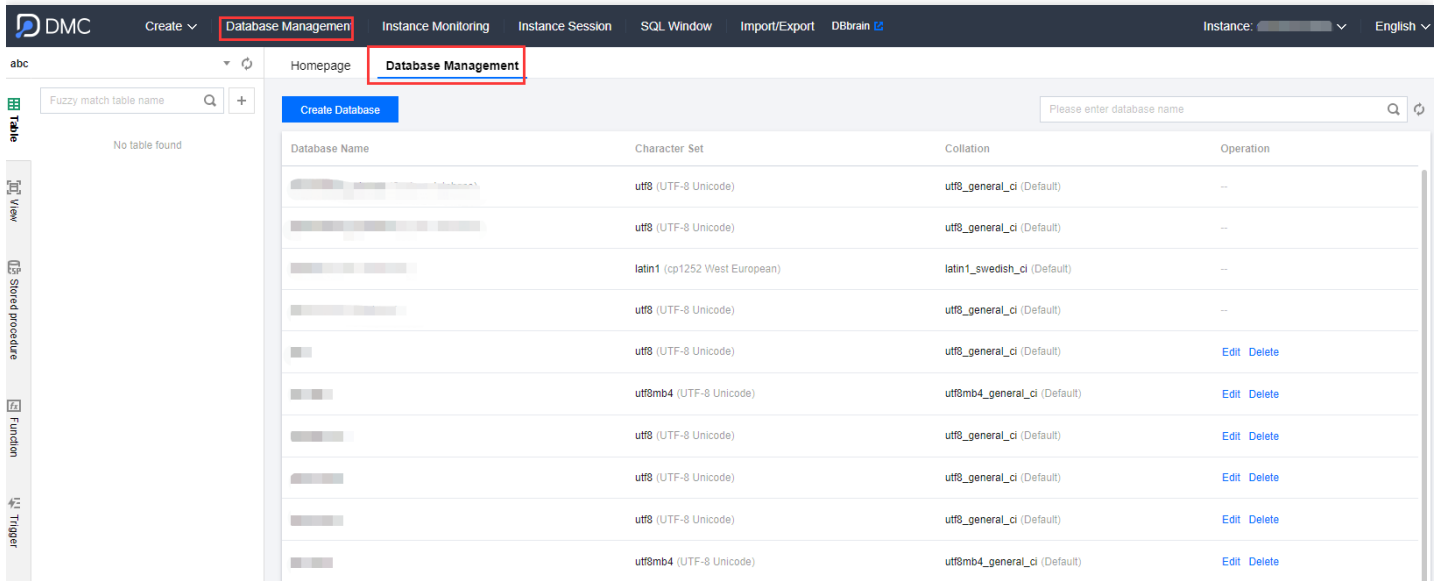 DMC Create Database Management Instance Monitoring Instance Session SQL Window Import/Export DBbrain Instance: English
abc
Homepage Database Management
Fuzzy match table name
No table found
Table
View
Stored procedure
Function
Trigger
Create Database
Please enter database name
Database Name Character Set Collation Operation
utf8 (UTF-8 Unicode) utf8_general_ci (Default) --
utf8 (UTF-8 Unicode) utf8_general_ci (Default) --
latin1 (cp1252 West European) latin1_swedish_ci (Default) --
utf8 (UTF-8 Unicode) utf8_general_ci (Default) --
utf8 (UTF-8 Unicode) utf8_general_ci (Default) Edit Delete
utf8mb4 (UTF-8 Unicode) utf8mb4_general_ci (Default) Edit Delete
utf8 (UTF-8 Unicode) utf8_general_ci (Default) Edit Delete
utf8 (UTF-8 Unicode) utf8_general_ci (Default) Edit Delete
utf8 (UTF-8 Unicode) utf8_general_ci (Default) Edit Delete
utf8mb4 (UTF-8 Unicode) utf8mb4_general_ci (Default) Edit Delete